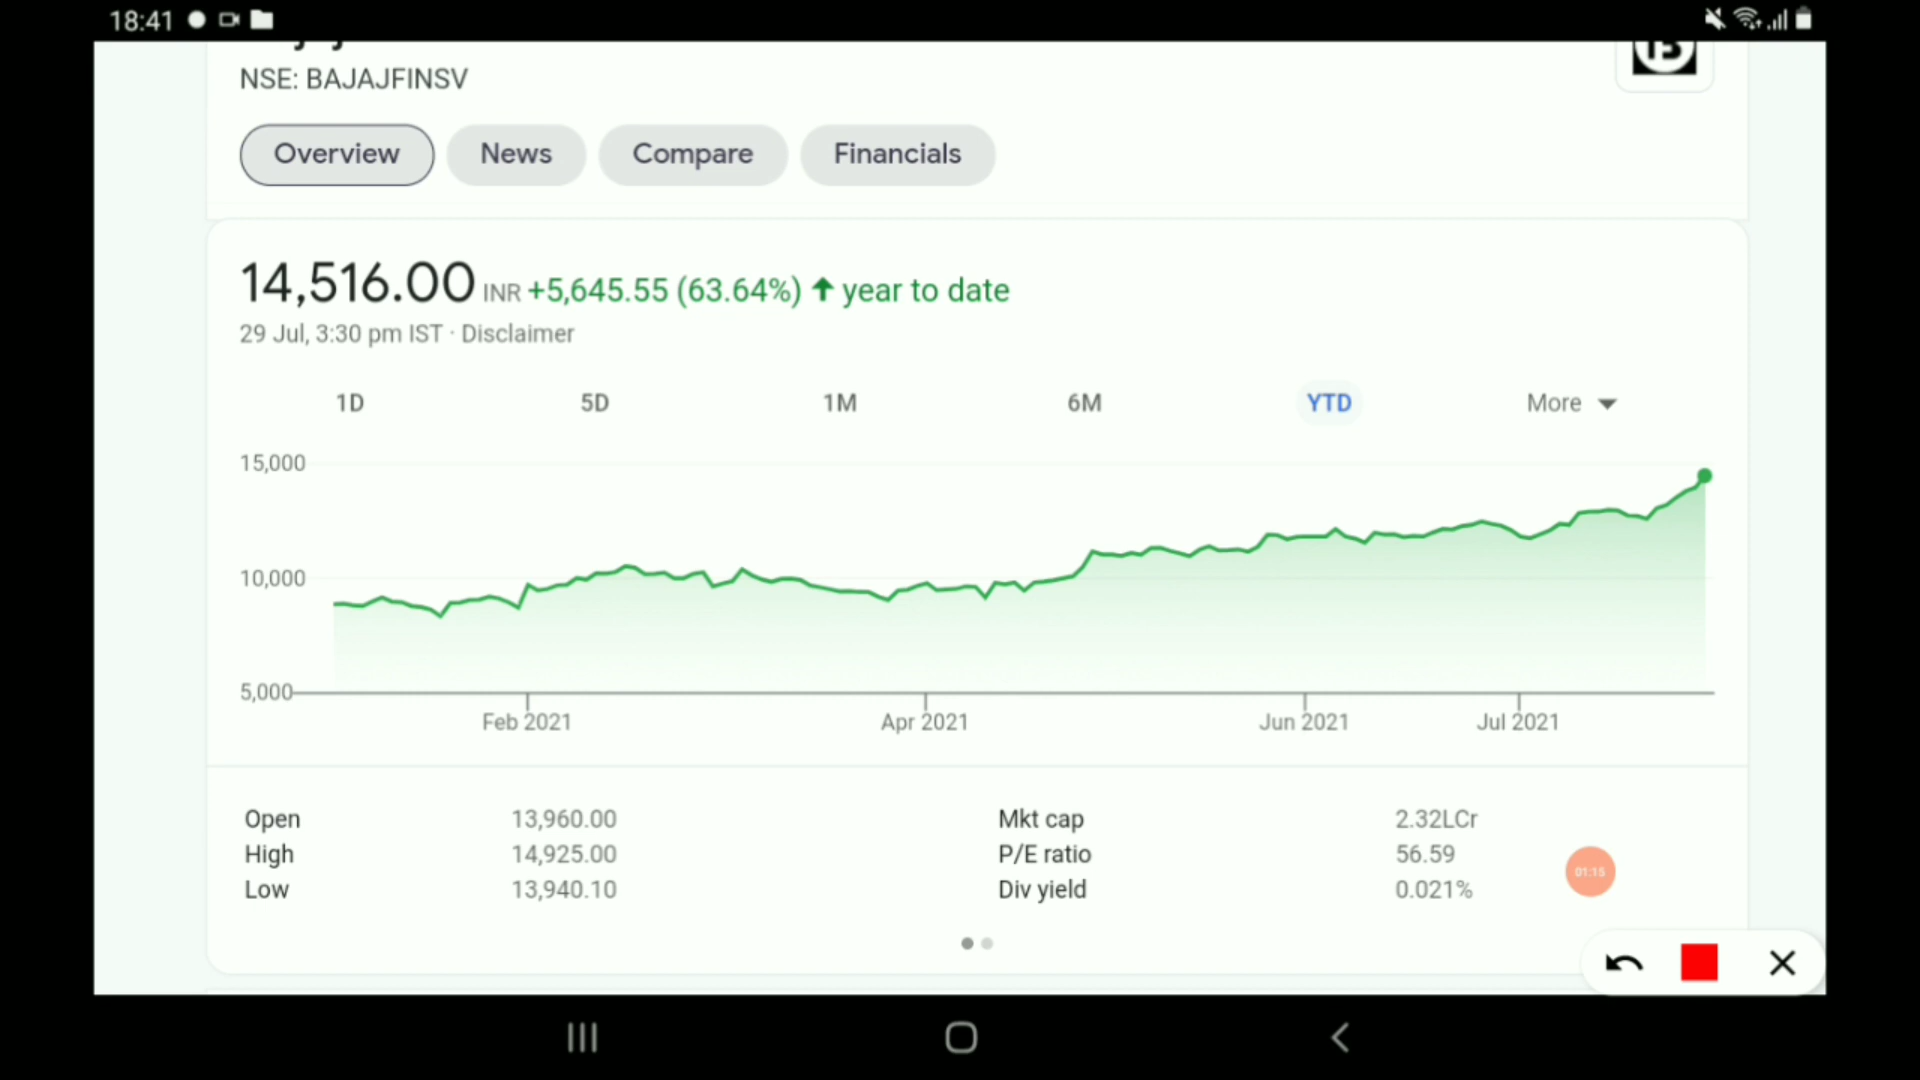 18:41
NSE: BAJAJFINSV
Overview News Compare Financials
14,516.00 INR +5,645.55 (63.64%) ↑ year to date
29 Jul, 3:30 pm IST · Disclaimer
1D 5D 1M 6M YTD More
15,000
10,000
5,000
Feb 2021 Apr 2021 Jun 2021 Jul 2021
Open 13,960.00 Mkt cap 2.32LCr
High 14,925.00 P/E ratio 56.59
Low 13,940.10 Div yield 0.021%
01:15